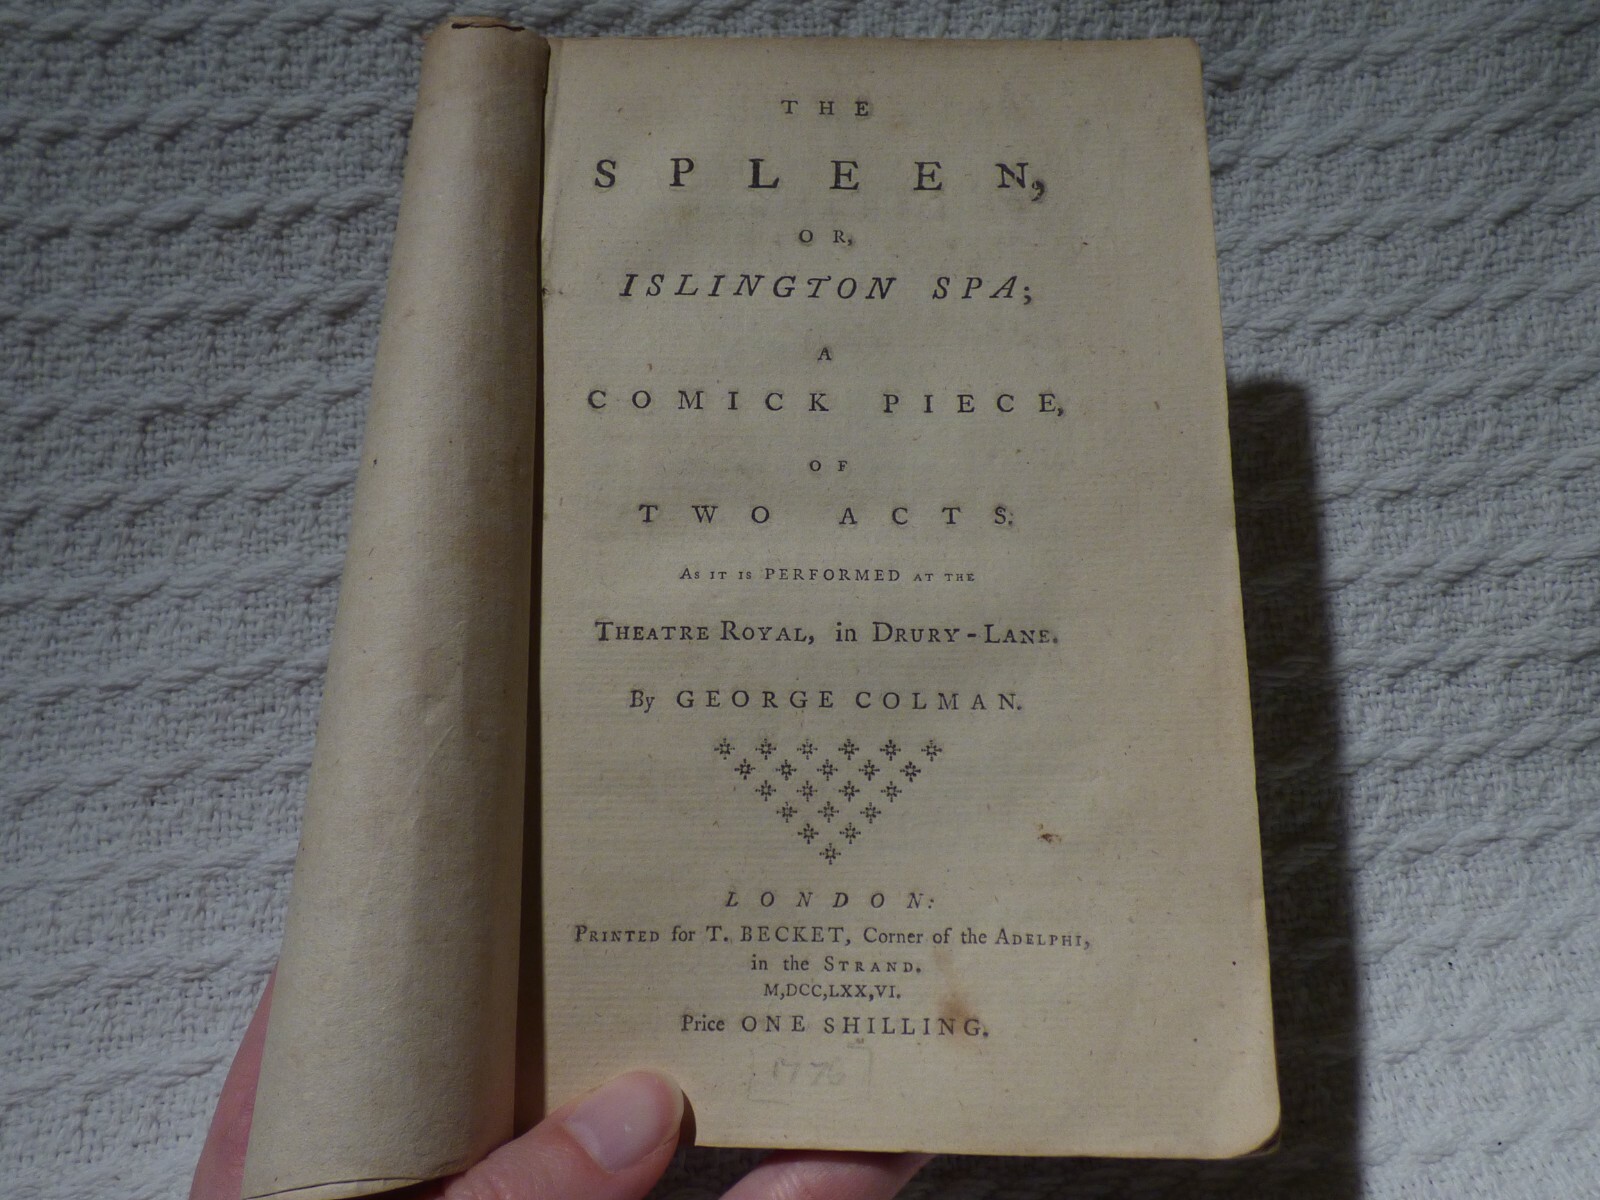 THE
SPLEEN,
OR,
ISLINGTON SPA;
A
COMICK PIECE,
OF
TWO ACTS.
AS IT IS PERFORMED AT THE
THEATRE ROYAL, in DRURY-LANE.
By GEORGE COLMAN.
LONDON:
PRINTED for T. BECKET, Corner of the ADELPHI,
in the STRAND.
M,DCC,LXX,VI.
Price ONE SHILLING.
[1776]